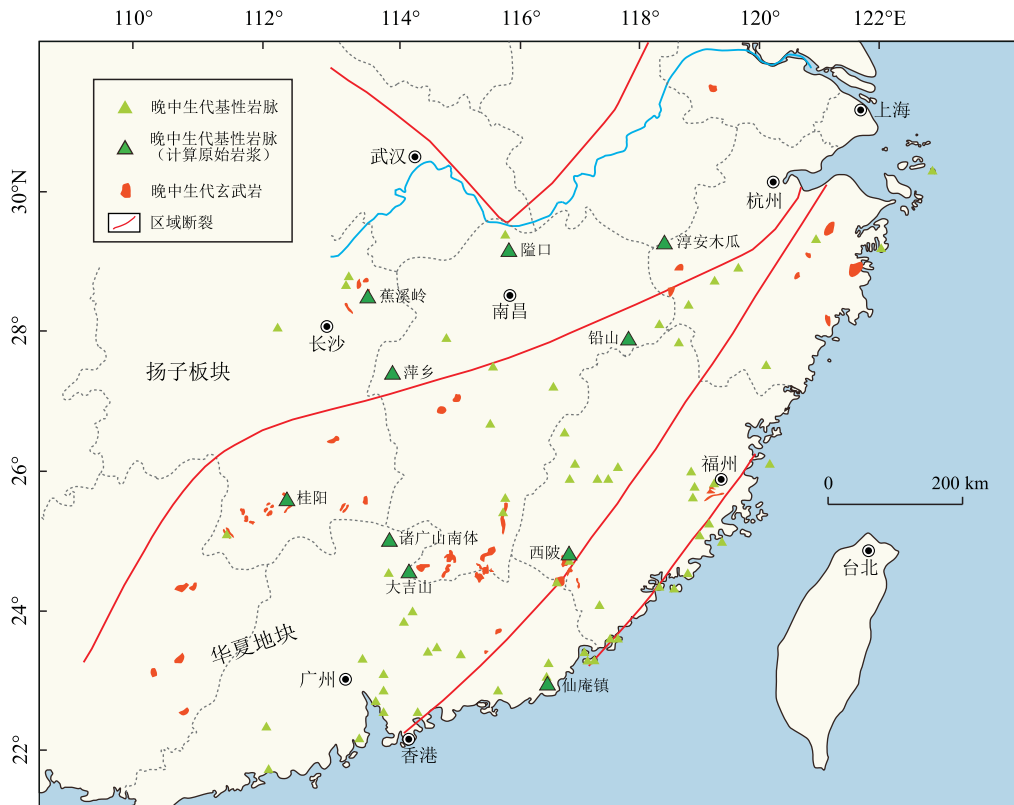 110°
112°
114°
116°
118°
120°
122°E
30°N
28°
26°
24°
22°
晚中生代基性岩脉
晚中生代基性岩脉
（计算原始岩浆）
晚中生代玄武岩
区域断裂
上海
武汉
杭州
淳安木瓜
隘口
蕉溪岭
南昌
长沙
铅山
扬子板块
萍乡
福州
0
200 km
桂阳
诸广山南体
西陂
大吉山
台北
华夏地块
广州
仙庵镇
香港